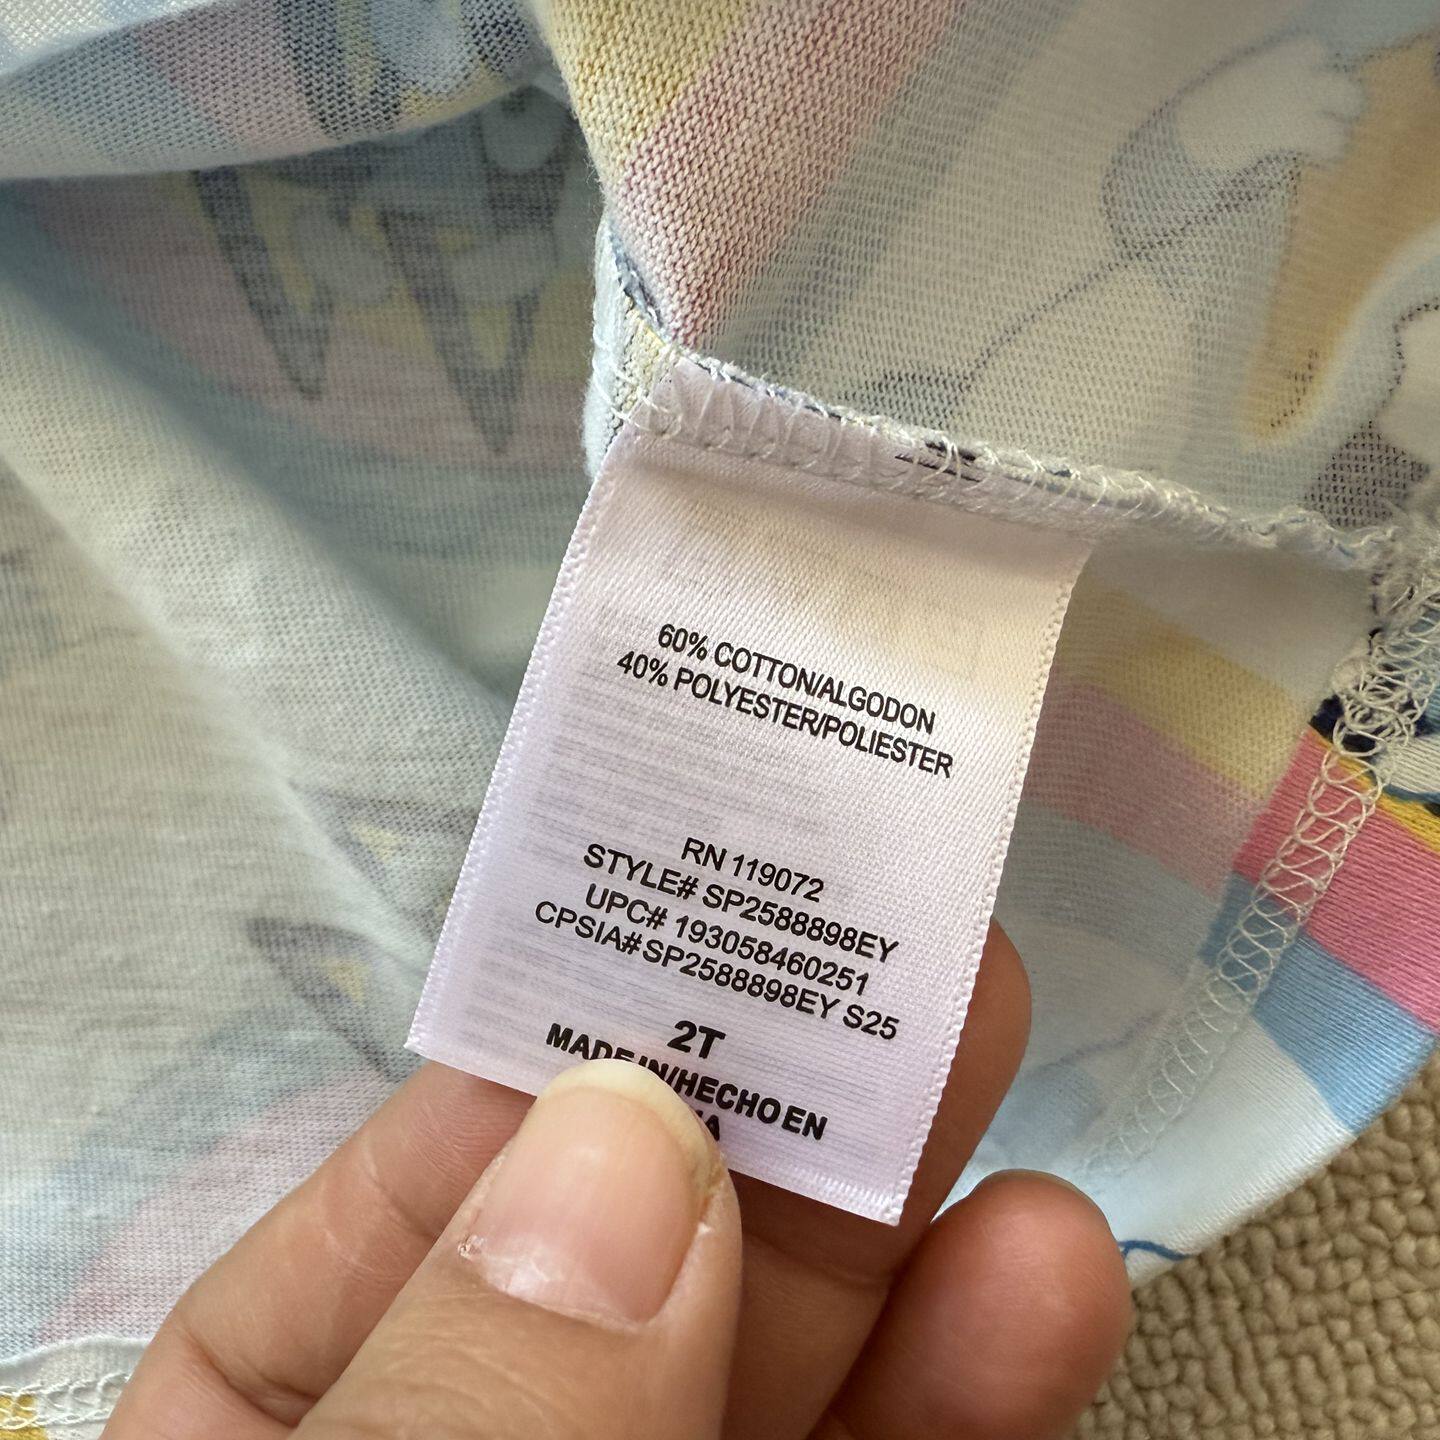 60% COTTON/ALGODON
40% POLYESTER/POLIESTER
RN 119072
STYLE# SP2588898EY
UPC# 193058460251
CPSIA#SP2588898EY S25
2T
MADE IN/HECHO EN